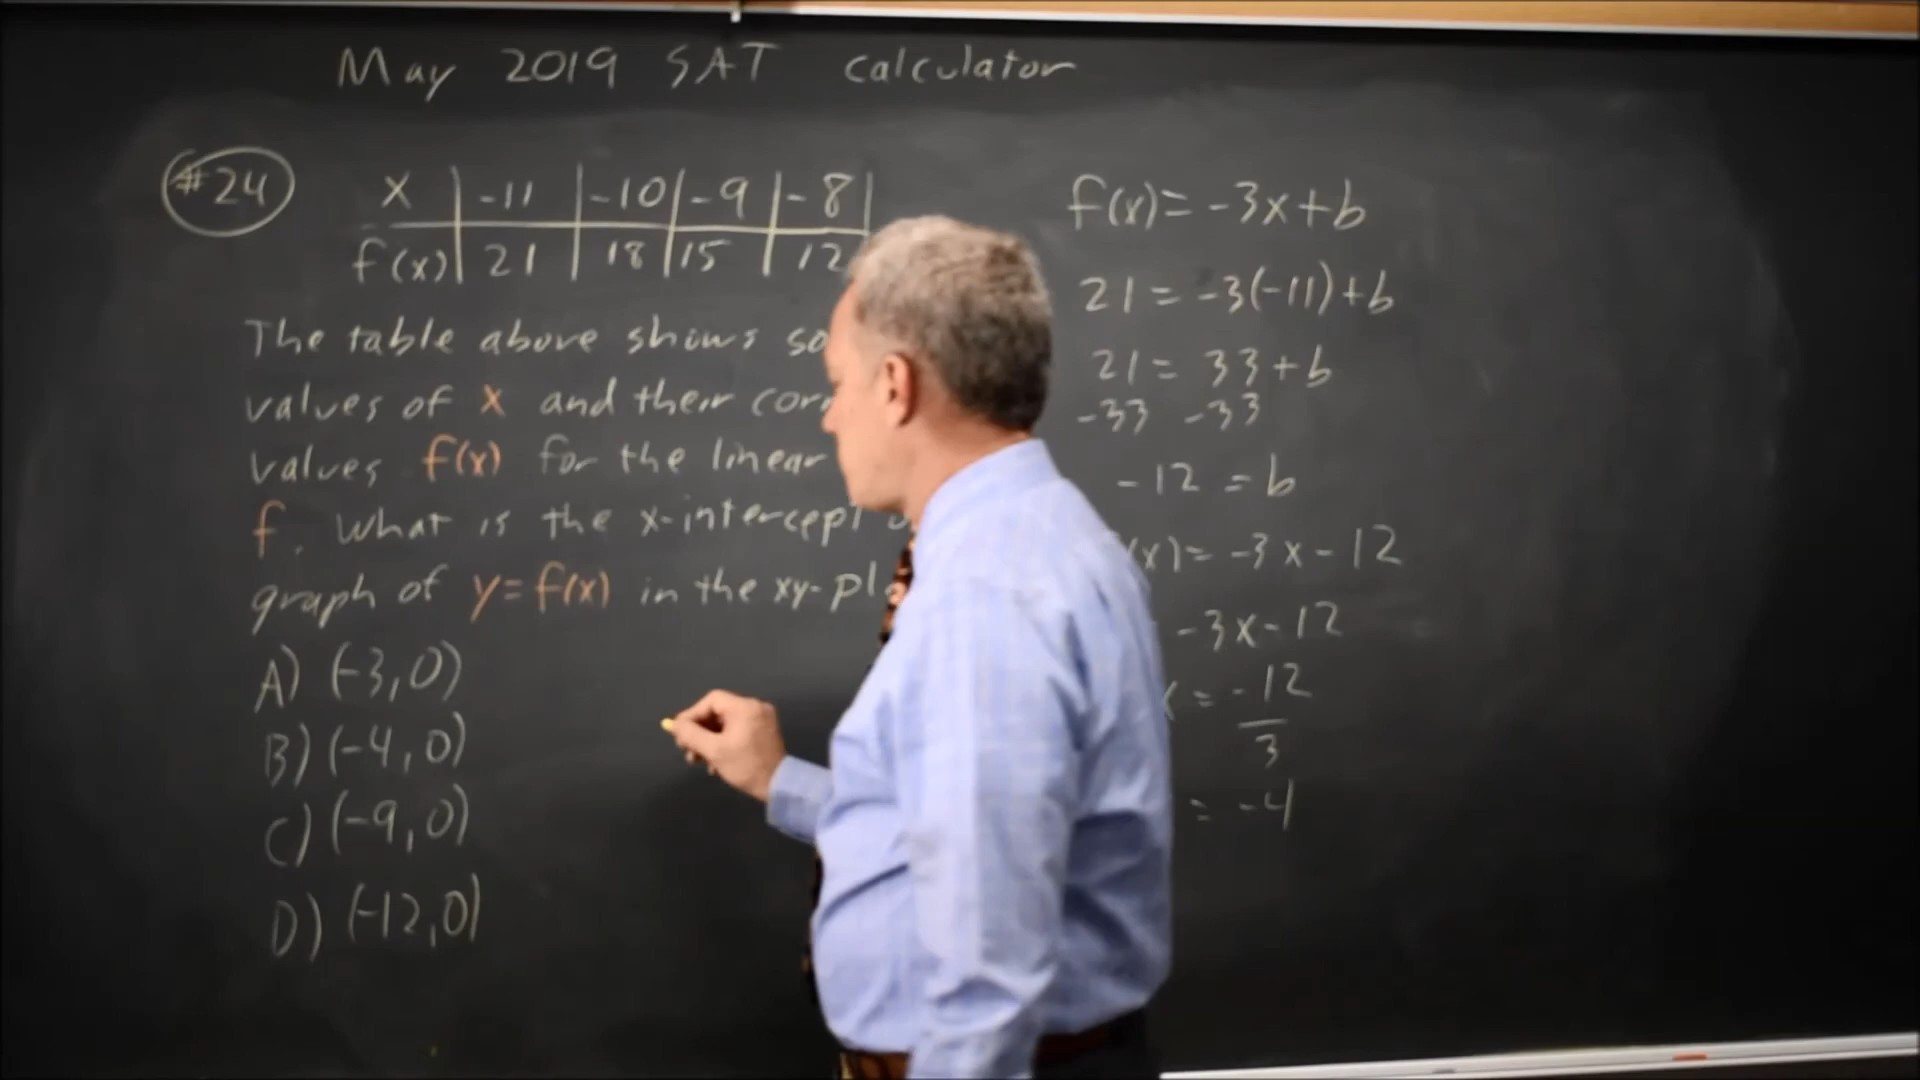 May 2019 SAT calculator
#24
x -11 -10 -9 -8
f(x) 21 18 15 12
The table above shows
values of x and their
values f(x) for the linear
f. What is the x-intercept
graph of y=f(x) in the xy-
A) (-3,0)
B) (-4,0)
C) (-9,0)
D) (-12,0)
f(x)= -3x+b
21 = -3(-11)+b
21 = 33+b
-33 -33
-12 = b
(x)= -3x-12
-3x-12
= -12
3
= -4